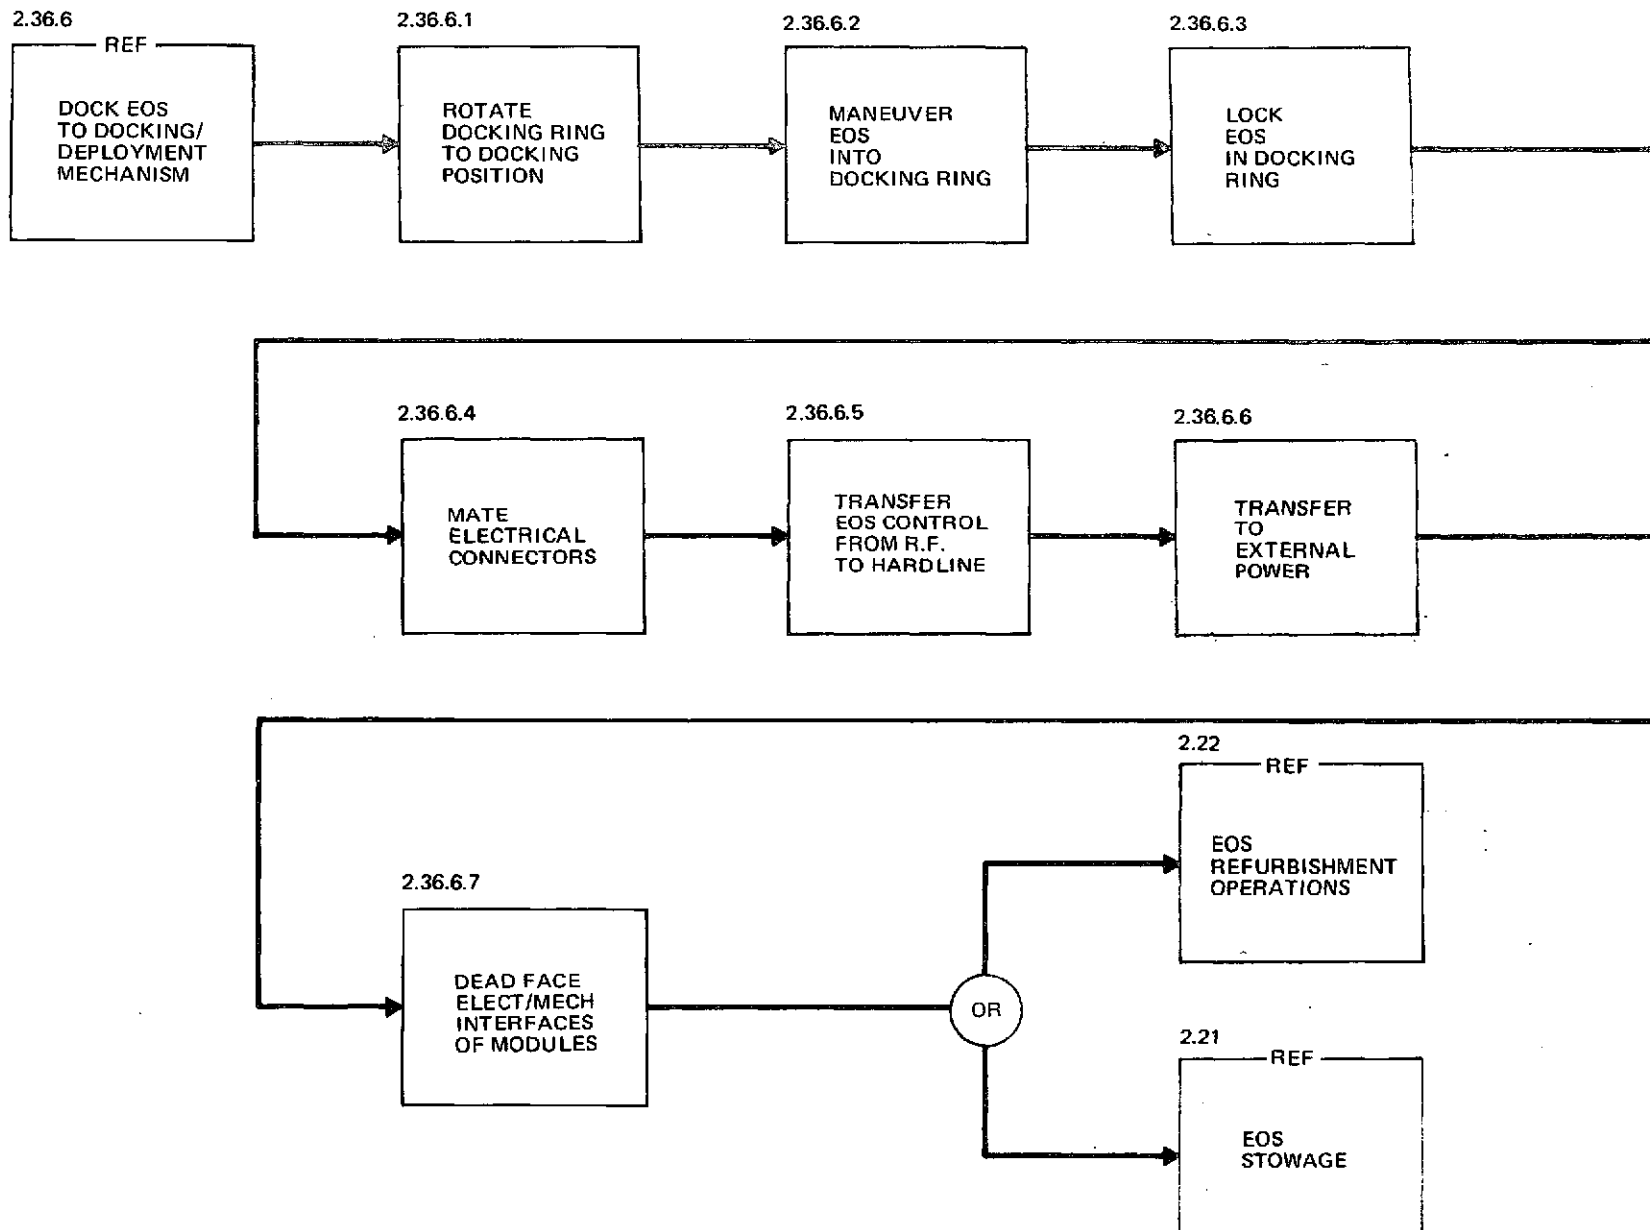 2.36.6
REF
DOCK EOS
TO DOCKING/
DEPLOYMENT
MECHANISM
2.36.6.1
ROTATE
DOCKING RING
TO DOCKING
POSITION
2.36.6.2
MANEUVER
EOS
INTO
DOCKING RING
2.36.6.3
LOCK
EOS
IN DOCKING
RING
2.36.6.4
MATE
ELECTRICAL
CONNECTORS
2.36.6.5
TRANSFER
EOS CONTROL
FROM R.F.
TO HARDLINE
2.36.6.6
TRANSFER
TO
EXTERNAL
POWER
2.36.6.7
DEAD FACE
ELECT/MECH
INTERFACES
OF MODULES
OR
2.22
REF
EOS
REFURBISHMENT
OPERATIONS
2.21
REF
EOS
STOWAGE